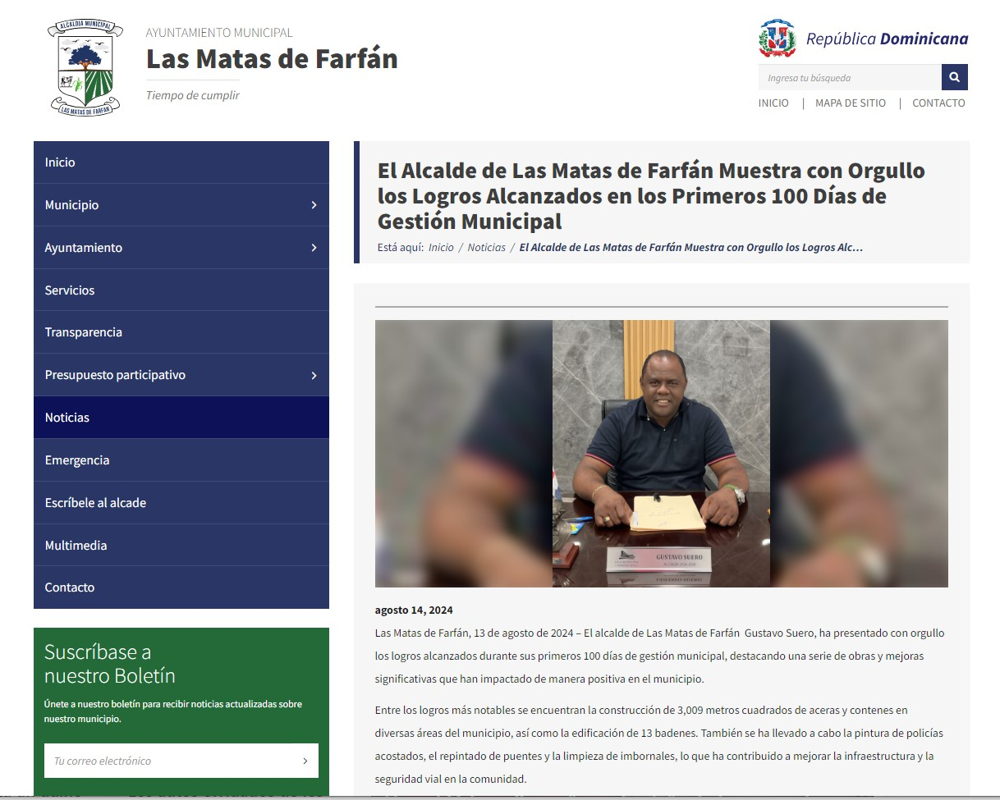 ALCALDIA MUNICIPAL
LAS MATAS DE FARFAN
AYUNTAMIENTO MUNICIPAL
Las Matas de Farfán
Tiempo de cumplir
República Dominicana
Ingresa tu búsqueda
INICIO | MAPA DE SITIO | CONTACTO
Inicio
Municipio
Ayuntamiento
Servicios
Transparencia
Presupuesto participativo
Noticias
Emergencia
Escríbele al alcade
Multimedia
Contacto
Suscríbase a
nuestro Boletín
Únete a nuestro boletín para recibir noticias actualizadas sobre
nuestro municipio.
Tu correo electrónico
El Alcalde de Las Matas de Farfán Muestra con Orgullo
los Logros Alcanzados en los Primeros 100 Días de
Gestión Municipal
Está aquí: Inicio / Noticias / El Alcalde de Las Matas de Farfán Muestra con Orgullo los Logros Alc...
GUSTAVO SUERO
agosto 14, 2024
Las Matas de Farfán, 13 de agosto de 2024 – El alcalde de Las Matas de Farfán Gustavo Suero, ha presentado con orgullo
los logros alcanzados durante sus primeros 100 días de gestión municipal, destacando una serie de obras y mejoras
significativas que han impactado de manera positiva en el municipio.
Entre los logros más notables se encuentran la construcción de 3,009 metros cuadrados de aceras y contenes en
diversas áreas del municipio, así como la edificación de 13 badenes. También se ha llevado a cabo la pintura de policías
acostados, el repintado de puentes y la limpieza de imbornales, lo que ha contribuido a mejorar la infraestructura y la
seguridad vial en la comunidad.